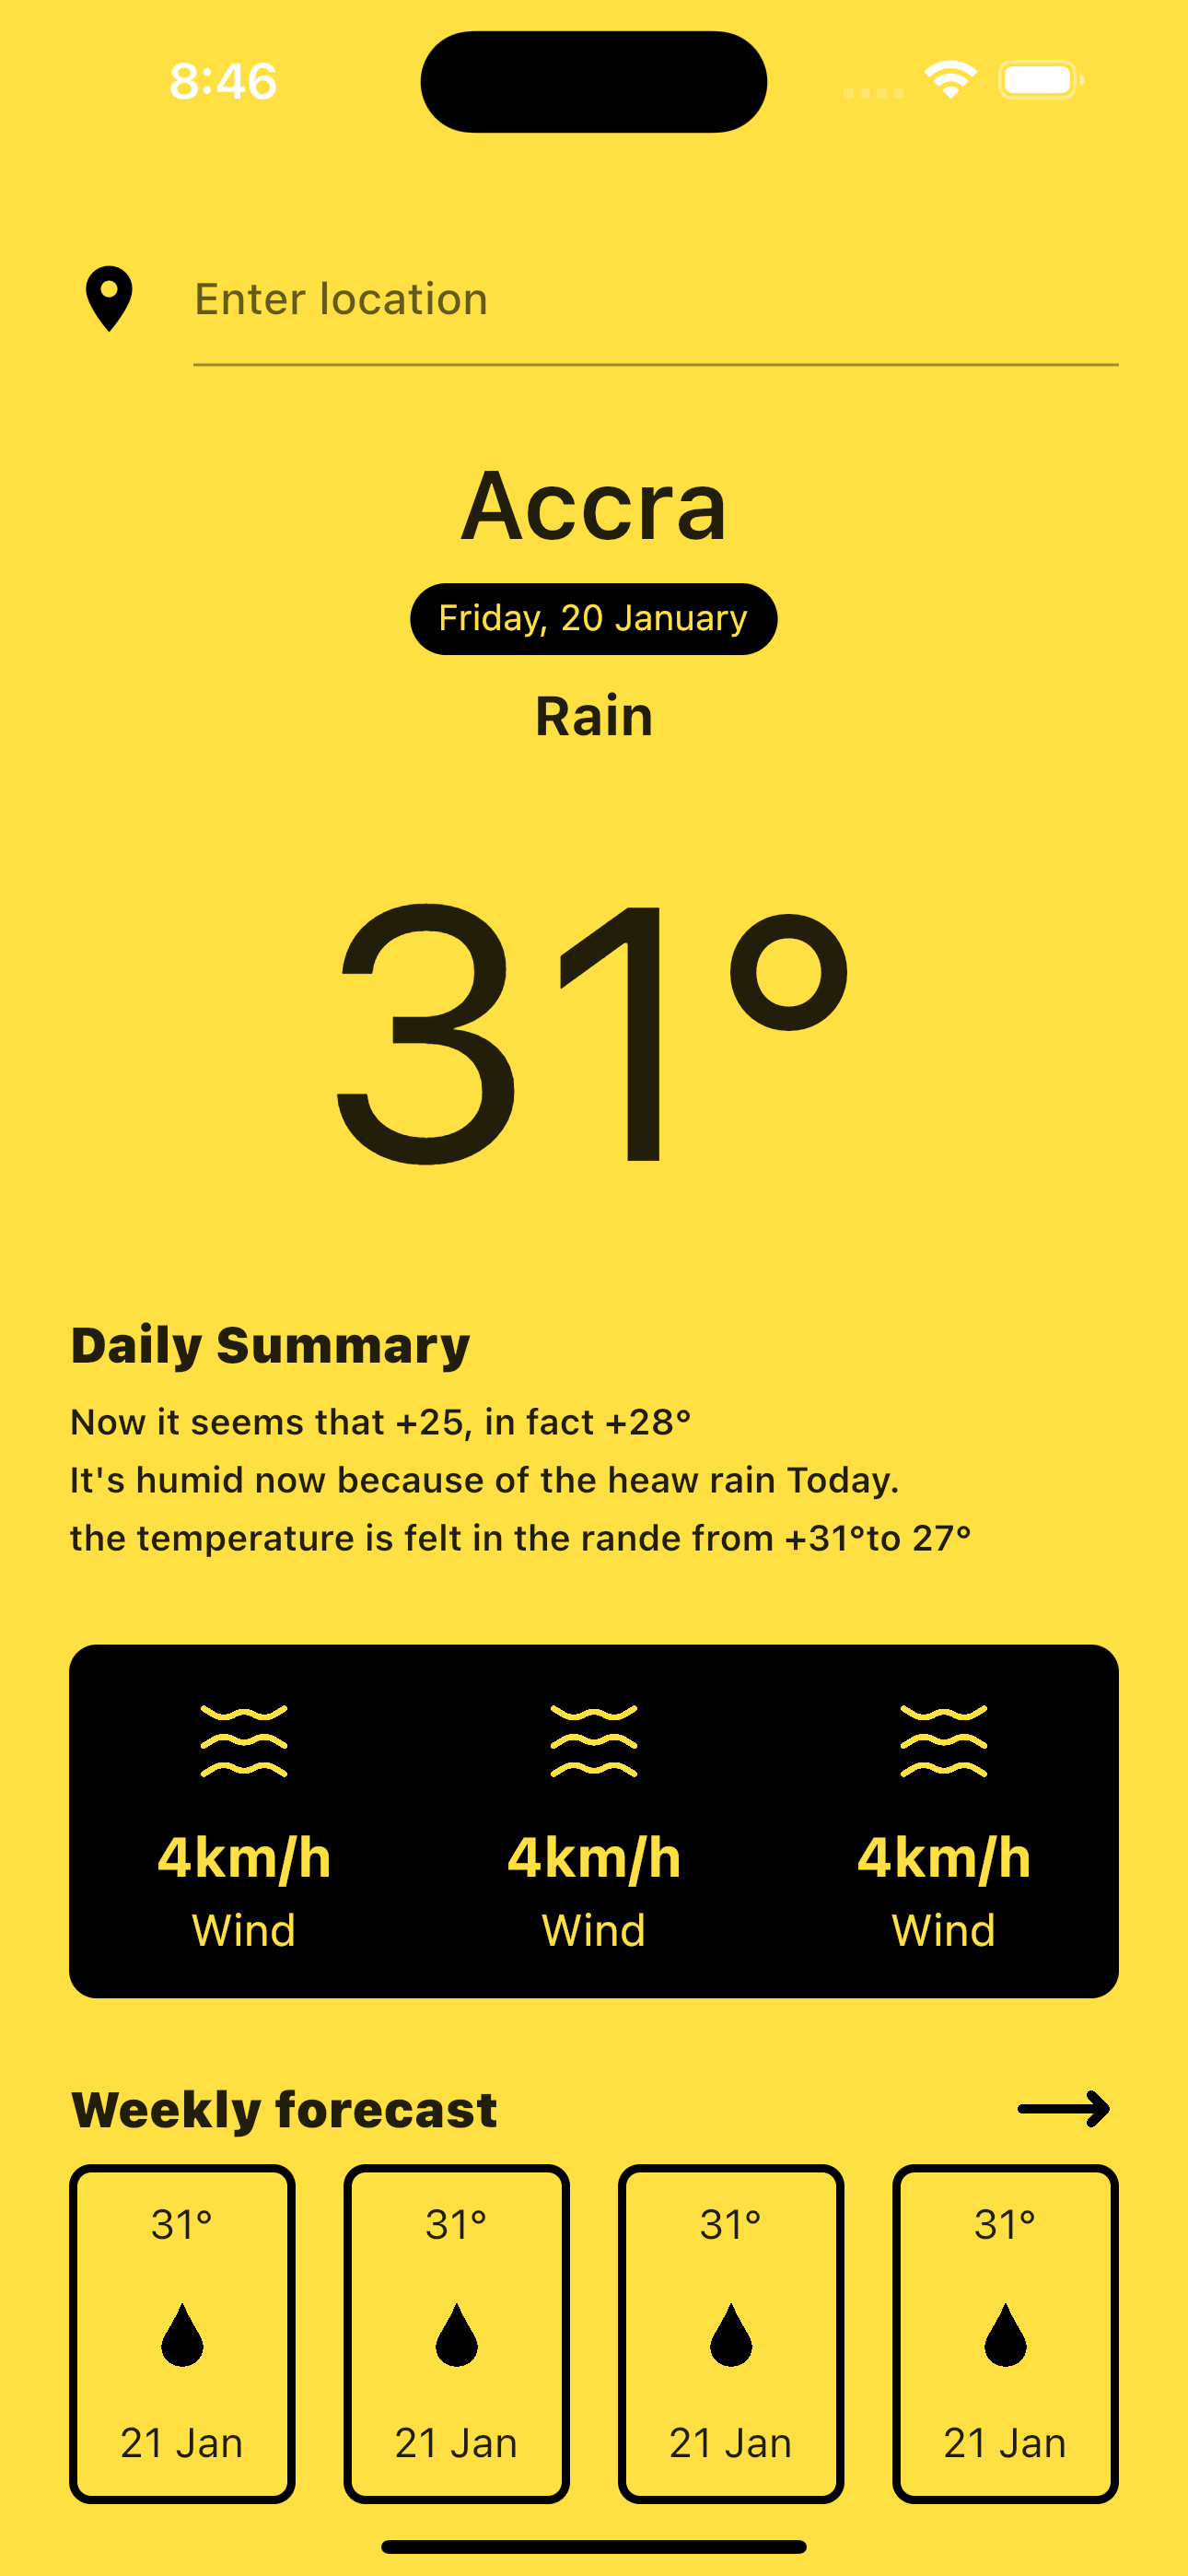 8:46
Enter location
Accra
Friday, 20 January
Rain
31°
Daily Summary
Now it seems that +25, in fact +28°
It's humid now because of the heaw rain Today.
the temperature is felt in the rande from +31°to 27°
4km/h 4km/h 4km/h
Wind Wind Wind
Weekly forecast
31° 31° 31° 31°
21 Jan 21 Jan 21 Jan 21 Jan